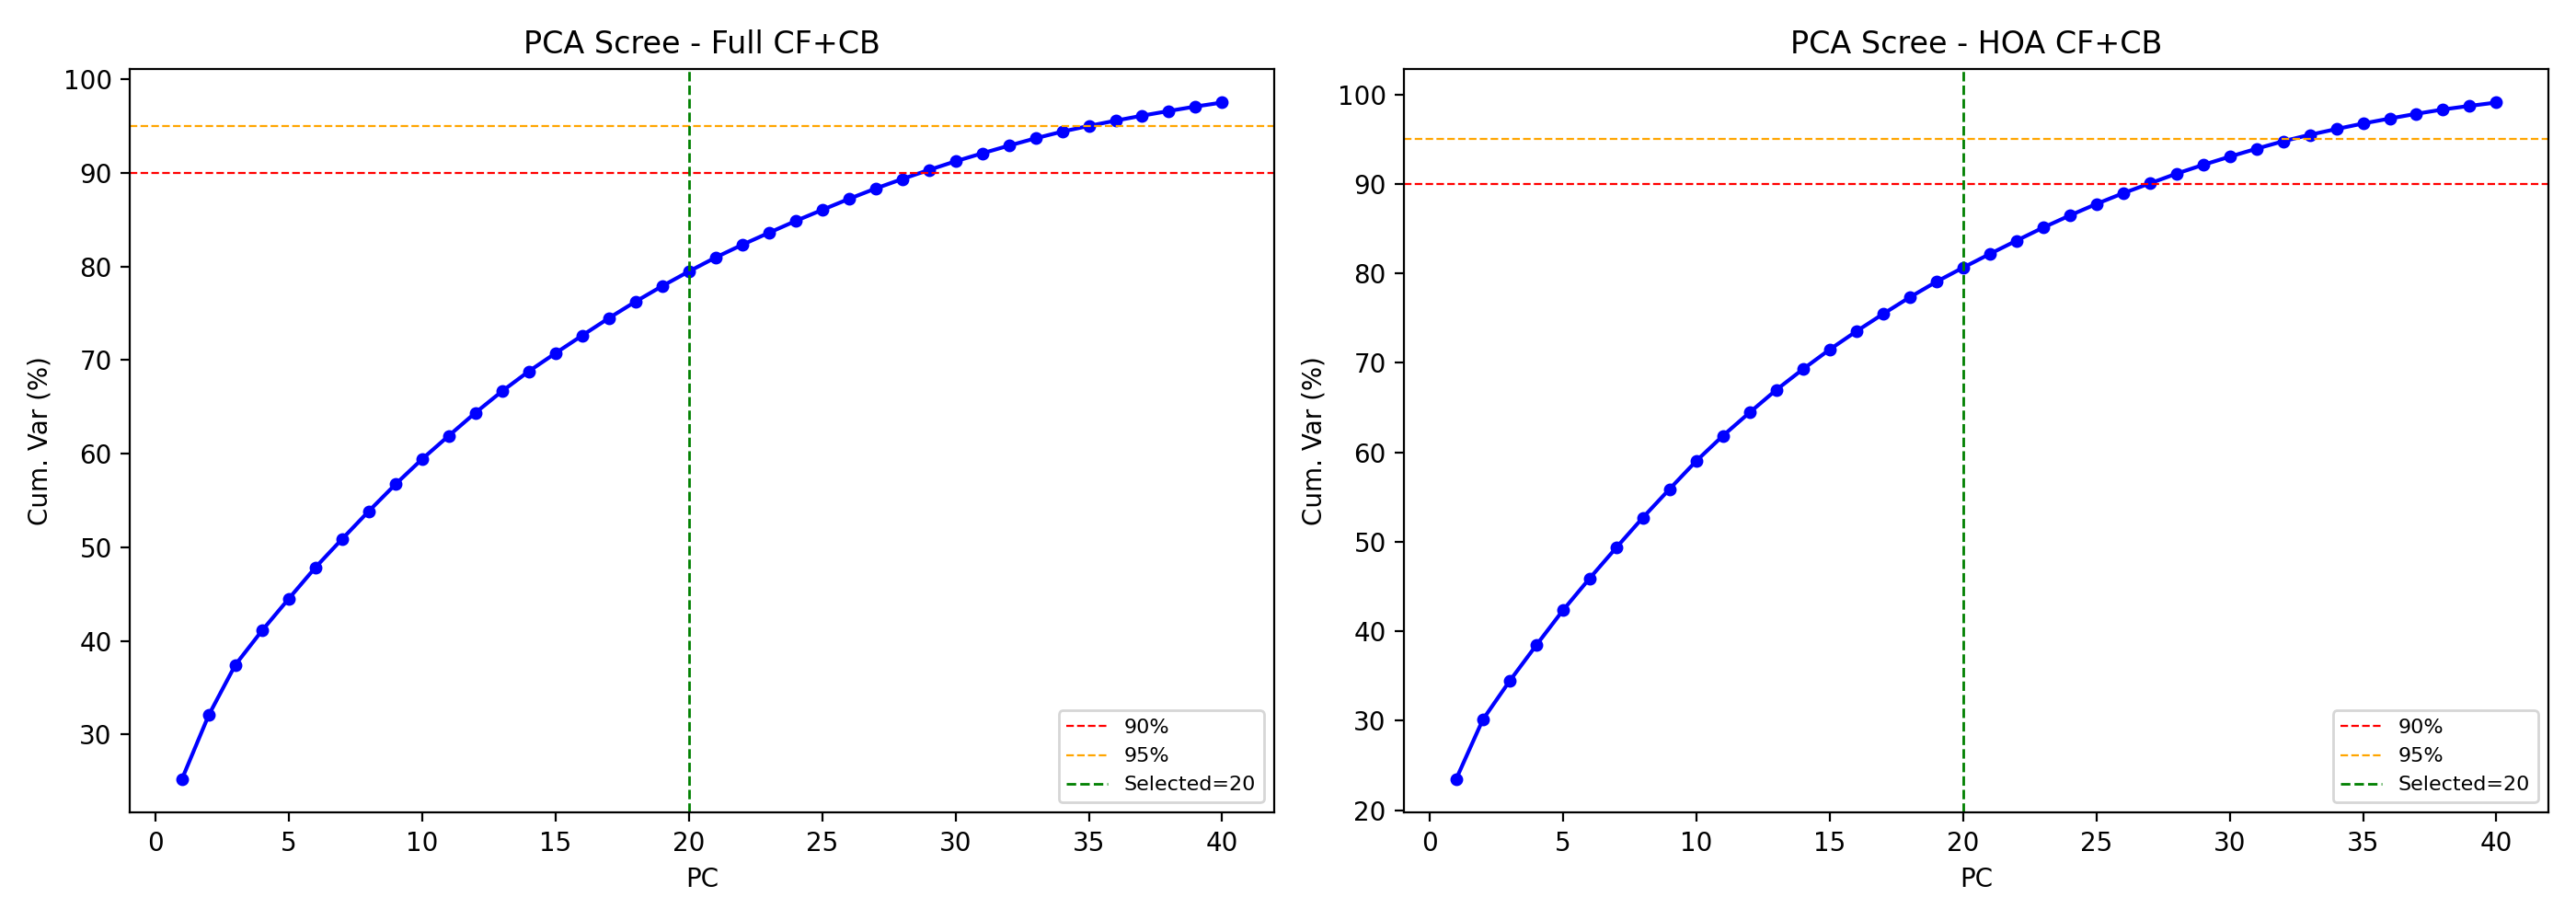 PCA Scree - Full CF+CB
100
90
80
70
60
50
40
30
Cum. Var (%)
0 5 10 15 20 25 30 35 40
PC
90%
95%
Selected=20
PCA Scree - HOA CF+CB
100
90
80
70
60
50
40
30
20
Cum. Var (%)
0 5 10 15 20 25 30 35 40
PC
90%
95%
Selected=20